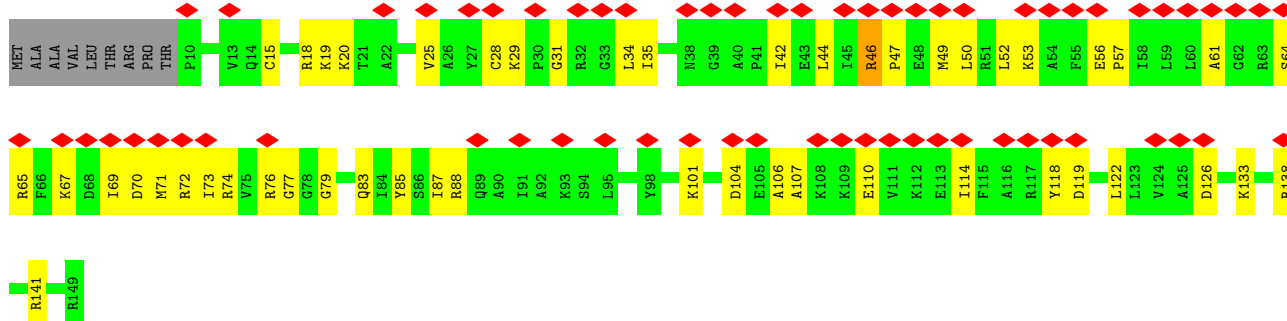 MET ALA ALA VAL LEU THR ARG PRO THR P10 V13 Q14 C15 R18 K19 K20 T21 A22 V25 A26 Y27 C28 K29 P30 G31 R32 G33 L34 I35 N38 G39 A40 P41 I42 E43 L44 I45 R46 P47 E48 M49 L50 R51 L52 K53 A54 F55 E56 P57 I58 L59 L60 A61 G62 R63 S64
R65 F66 K67 D68 I69 D70 M71 R72 I73 R74 V75 R76 G77 G78 G79 Q83 I84 Y85 S86 I87 R88 Q89 A90 I91 A92 K93 S94 L95 Y98 K101 D104 E105 A106 A107 K108 K109 E110 V111 K112 E113 I114 F115 A116 R117 Y118 D119 L122 L123 V124 A125 D126 K133 R138
R141 R149